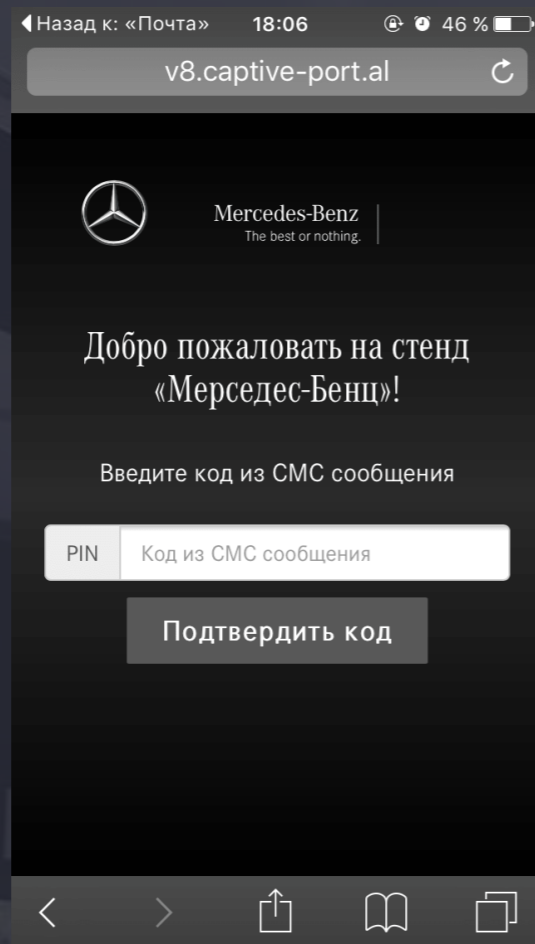 Назад к: «Почта» 18:06 46 %
v8.captive-port.al
Mercedes-Benz
The best or nothing.
Добро пожаловать на стенд
«Мерседес-Бенц»!
Введите код из СМС сообщения
PIN Код из СМС сообщения
Подтвердить код